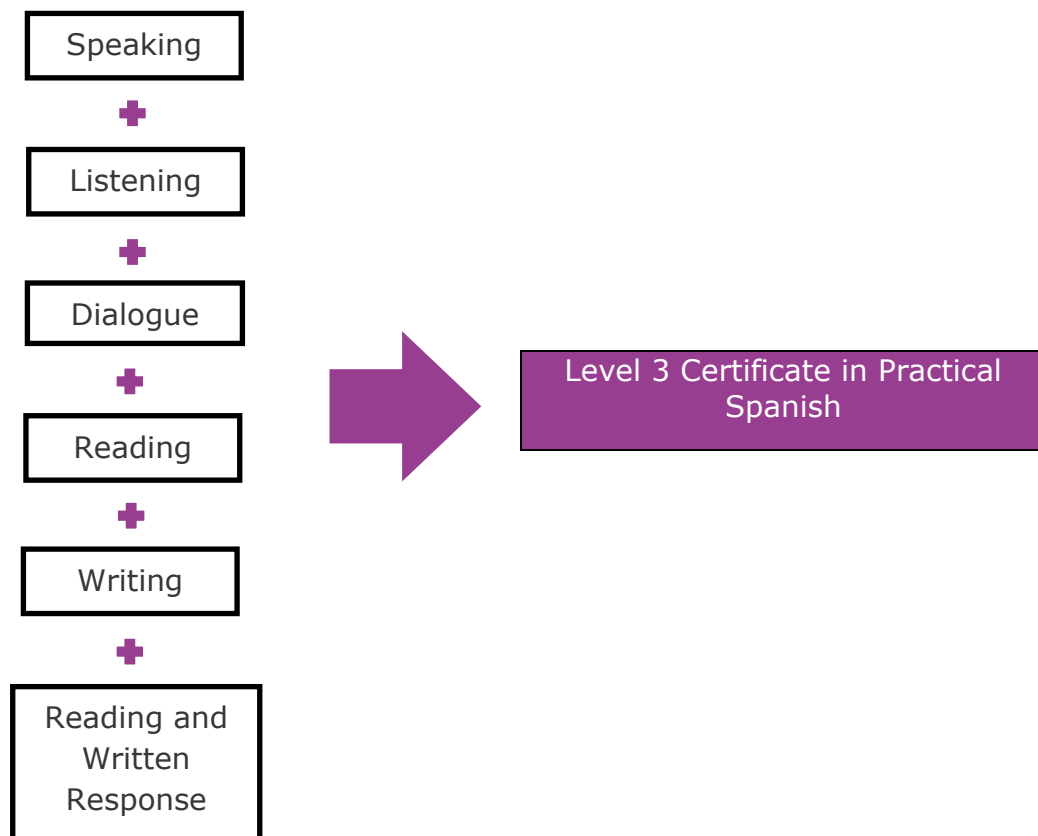 Speaking
Listening
Dialogue
Reading
Writing
Reading and
Written
Response
Level 3 Certificate in Practical
Spanish